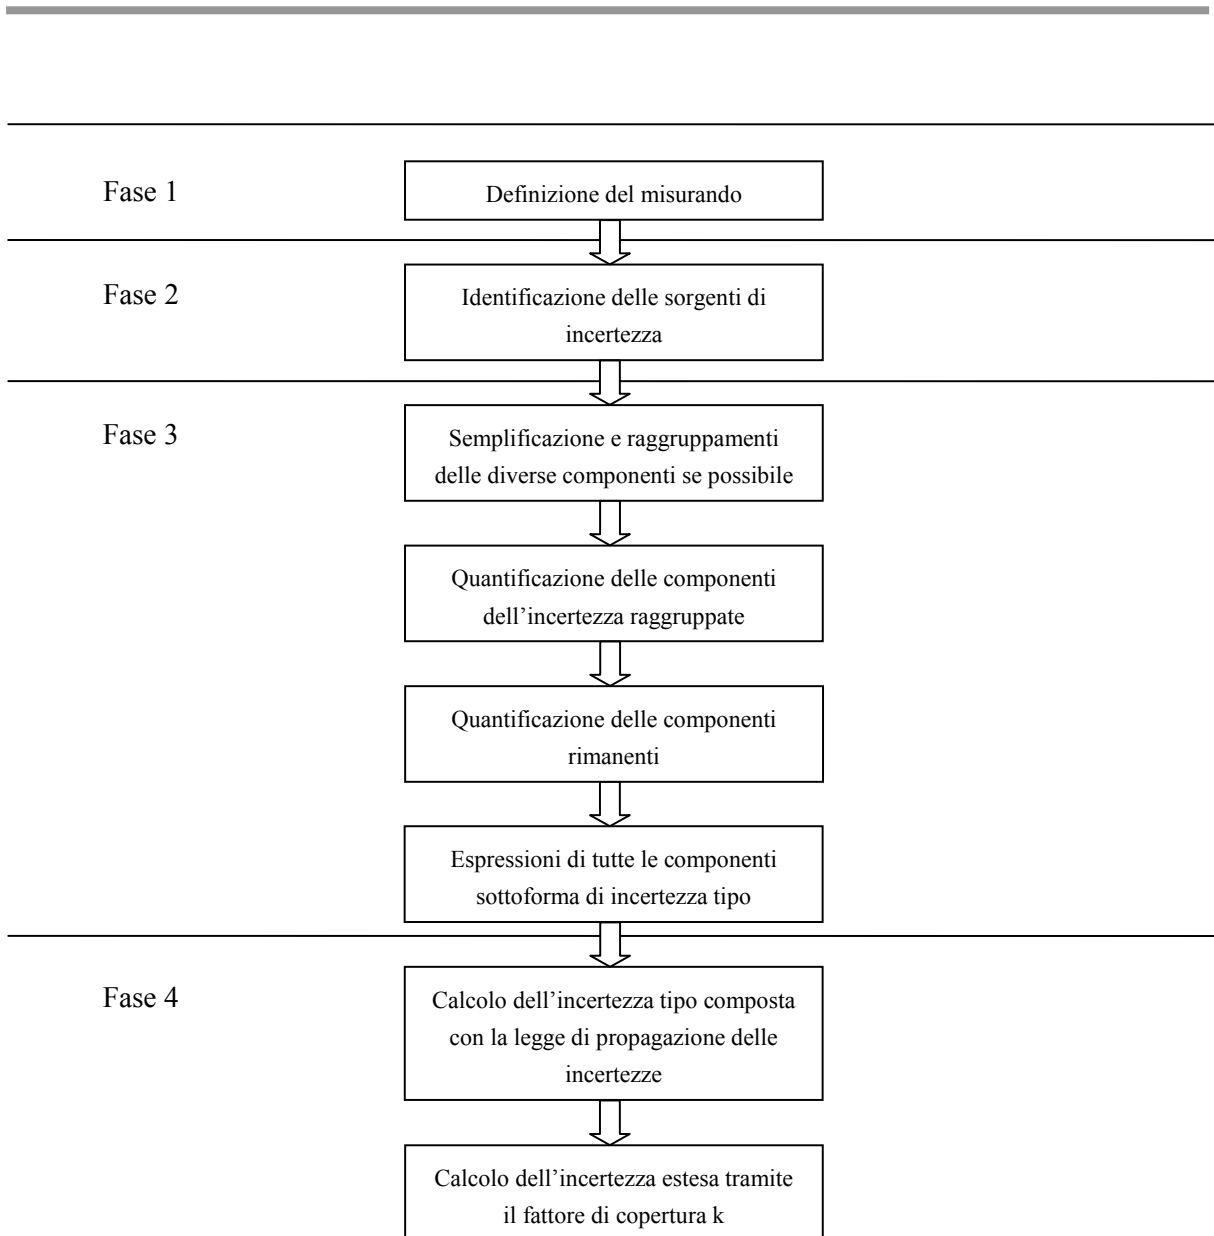 Fase 1
Definizione del misurando
Fase 2
Identificazione delle sorgenti di
incertezza
Fase 3
Semplificazione e raggruppamenti
delle diverse componenti se possibile
Quantificazione delle componenti
dell’incertezza raggruppate
Quantificazione delle componenti
rimanenti
Espressioni di tutte le componenti
sottoforma di incertezza tipo
Fase 4
Calcolo dell’incertezza tipo composta
con la legge di propagazione delle
incertezze
Calcolo dell’incertezza estesa tramite
il fattore di copertura k